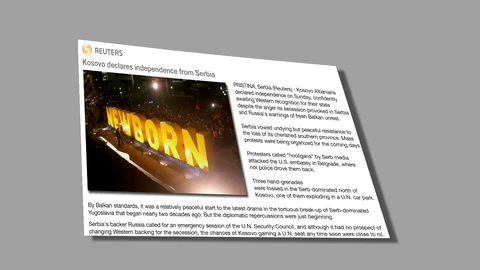 REUTERS
Kosovo declares independence from Serbia
NEWBORN
PRISTINA, Serbia (Reuters) - Kosovo Albanians
declared independence on Sunday, confidently
awaiting Western recognition for their state
despite the anger its secession provoked in Serbia
and Russia's warnings of fresh Balkan unrest.
Serbia vowed undying but peaceful resistance to
the loss of its cherished southern province. Mass
protests were being organized for the coming days
Protesters called "hooligans" by Serb media
attacked the U.S. embassy in Belgrade, where
riot police drove them back.
Three hand-grenades
were tossed in the Serb-dominated north of
Kosovo, one of them exploding in a U.N. car park.
By Balkan standards, it was a relatively peaceful start to the latest drama in the tortuous break-up of Serb-dominated
Yugoslavia that began nearly two decades ago. But the diplomatic repercussions were just beginning.
Serbia's backer Russia called for an emergency session of the U.N. Security Council, and although it had no prospect of
changing Western backing for the secession, the chances of Kosovo gaining a U.N. seat any time soon were close to nil.